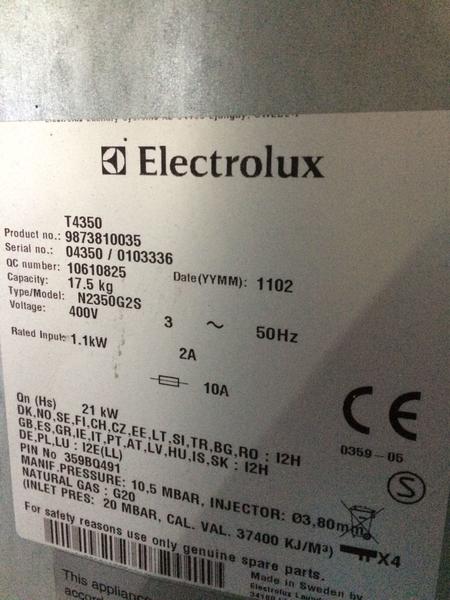 Electrolux
T4350
Product no.: 9873810035
Serial no.: 04350 / 0103336
QC number: 10610825
Date(YYMM): 1102
Capacity: 17.5 kg
Type/Model: N2350G2S
Voltage: 400V
3 ~ 50Hz
Rated Input: 1.1kW
2A
10A
Qn (Hs) 21 kW
DK,NO,SE,FI,CH,CZ,EE,LT,SI,TR,BG,RO : I2H
GB,ES,GR,IE,IT,PT,AT,LV,HU,IS,SK : I2H
DE,PL,LU : I2E(LL)
PIN No 359BQ491
MANIF.PRESSURE: 10,5 MBAR, INJECTOR: Ø3,80mm
NATURAL GAS : G20
(INLET PRES: 20 MBAR, CAL. VAL. 37400 KJ/M³)
CE
0359-05
S
X4
For safety reasons use only genuine spare parts.
Made in Sweden by
Electrolux
This appliance